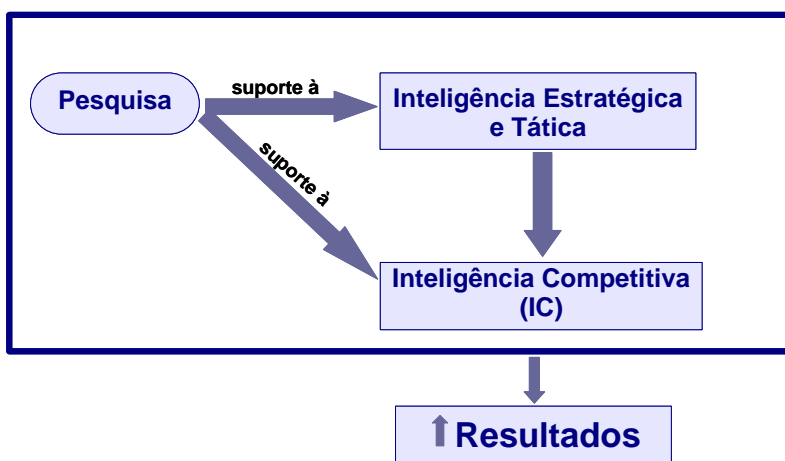 Pesquisa
suporte à
Inteligência Estratégica
e Tática
suporte à
Inteligência Competitiva
(IC)
Resultados